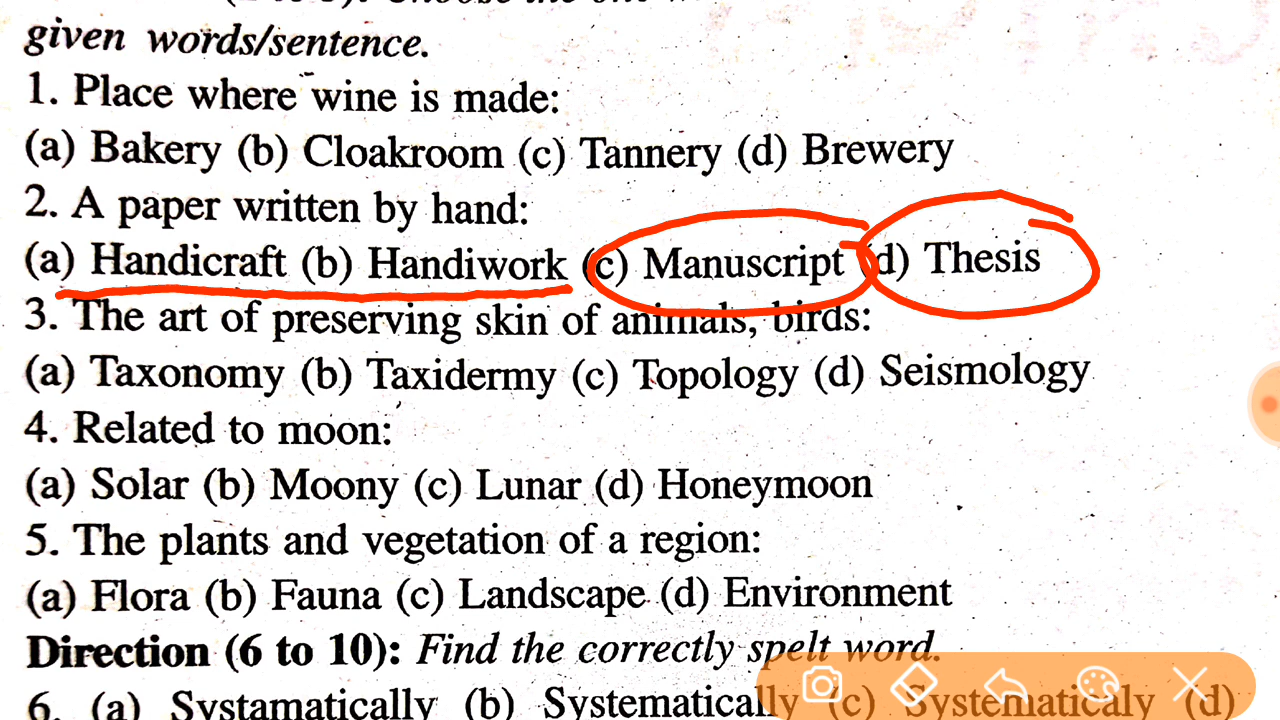 given words/sentence.
1. Place where wine is made:
(a) Bakery (b) Cloakroom (c) Tannery (d) Brewery
2. A paper written by hand:
(a) Handicraft (b) Handiwork (c) Manuscript (d) Thesis
3. The art of preserving skin of animals, birds:
(a) Taxonomy (b) Taxidermy (c) Topology (d) Seismology
4. Related to moon:
(a) Solar (b) Moony (c) Lunar (d) Honeymoon
5. The plants and vegetation of a region:
(a) Flora (b) Fauna (c) Landscape (d) Environment
Direction (6 to 10): Find the correctly spelt word.
6. (a) Systamatically (b) Systematically (c) Systematicaly (d)